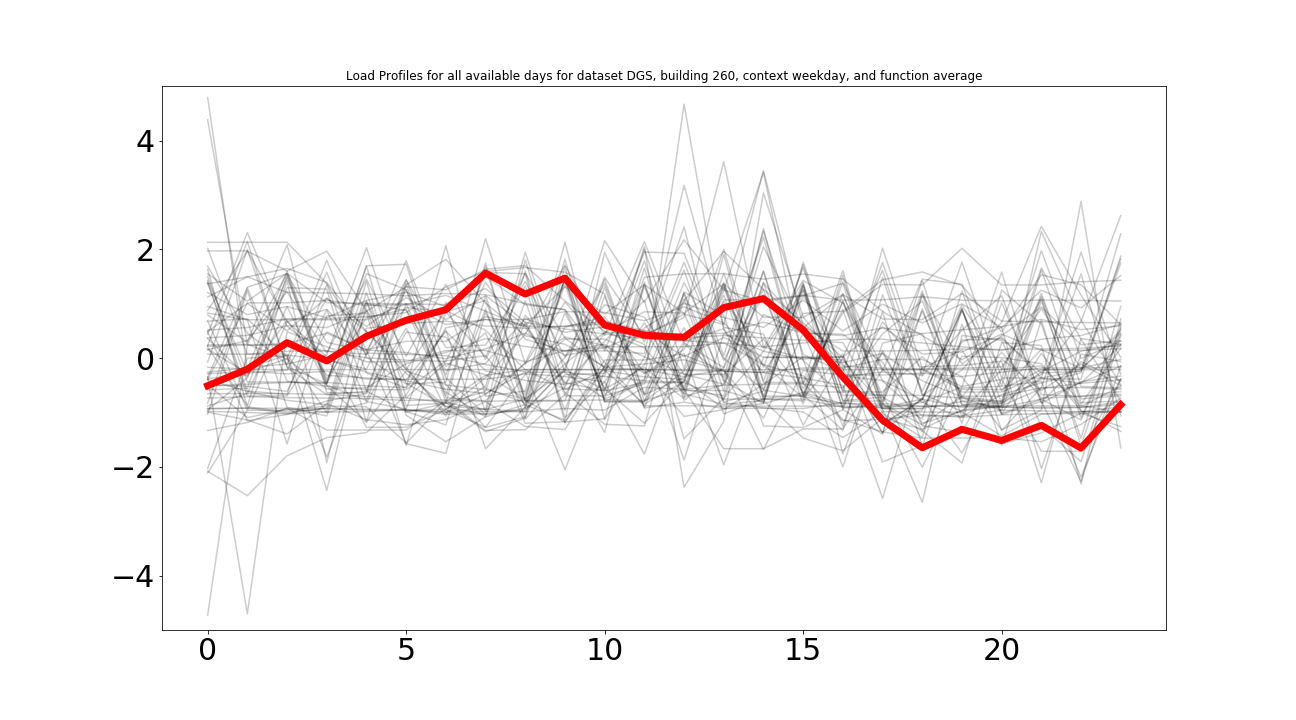 Load Profiles for all available days for dataset DGS, building 260, context weekday, and function average
4
2
0
−2
−4
0 5 10 15 20